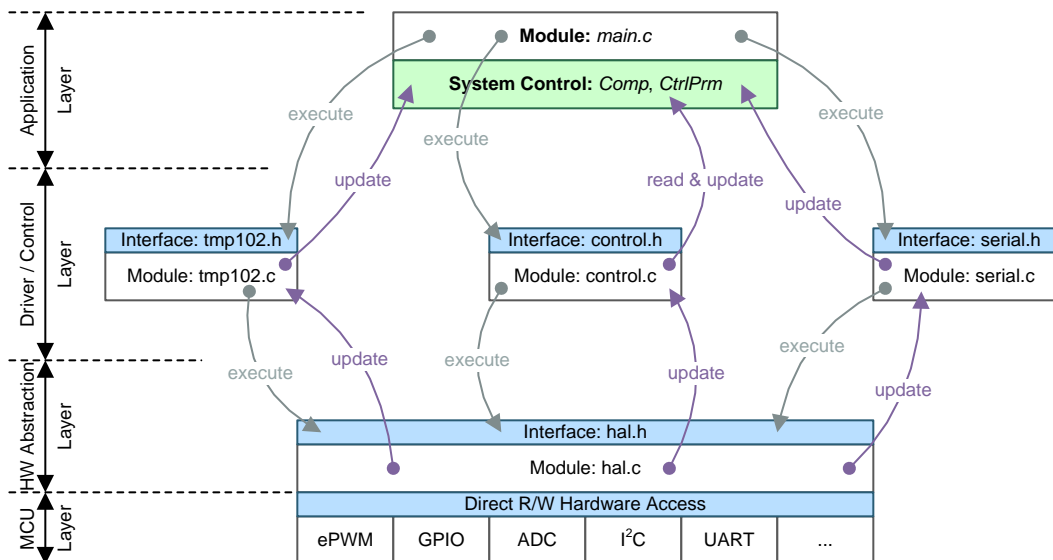 Application
Layer
Module: main.c
System Control: Comp, CtrlPrm
execute
execute
execute
update
read & update
update
Driver / Control
Layer
Interface: tmp102.h
Module: tmp102.c
Interface: control.h
Module: control.c
Interface: serial.h
Module: serial.c
HW Abstraction
Layer
execute
update
execute
update
execute
update
Interface: hal.h
Module: hal.c
MCU
Layer
Direct R/W Hardware Access
ePWM GPIO ADC I²C UART ...